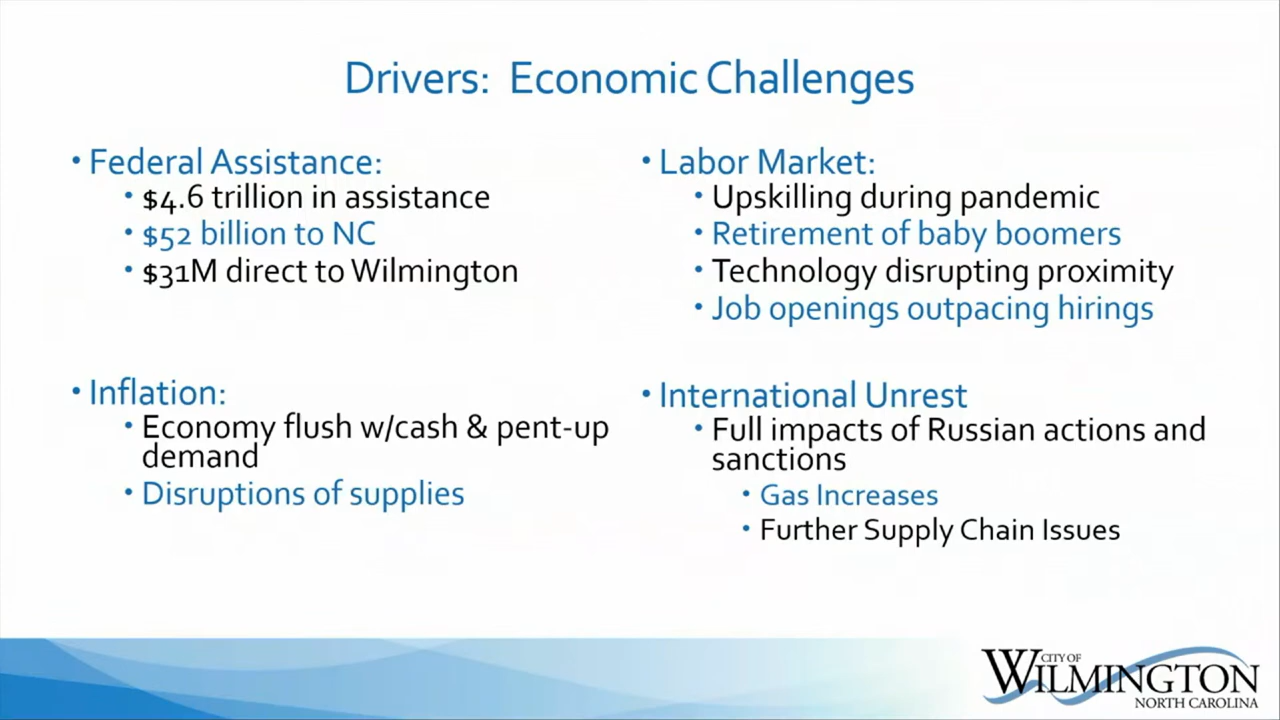 Drivers:  Economic Challenges
• Federal Assistance:
• $4.6 trillion in assistance
• $52 billion to NC
• $31M direct to Wilmington
• Inflation:
• Economy flush w/cash & pent-up
demand
• Disruptions of supplies
• Labor Market:
• Upskilling during pandemic
• Retirement of baby boomers
• Technology disrupting proximity
• Job openings outpacing hirings
• International Unrest
• Full impacts of Russian actions and
sanctions
• Gas Increases
• Further Supply Chain Issues
CITY OF
WILMINGTON
NORTH CAROLINA